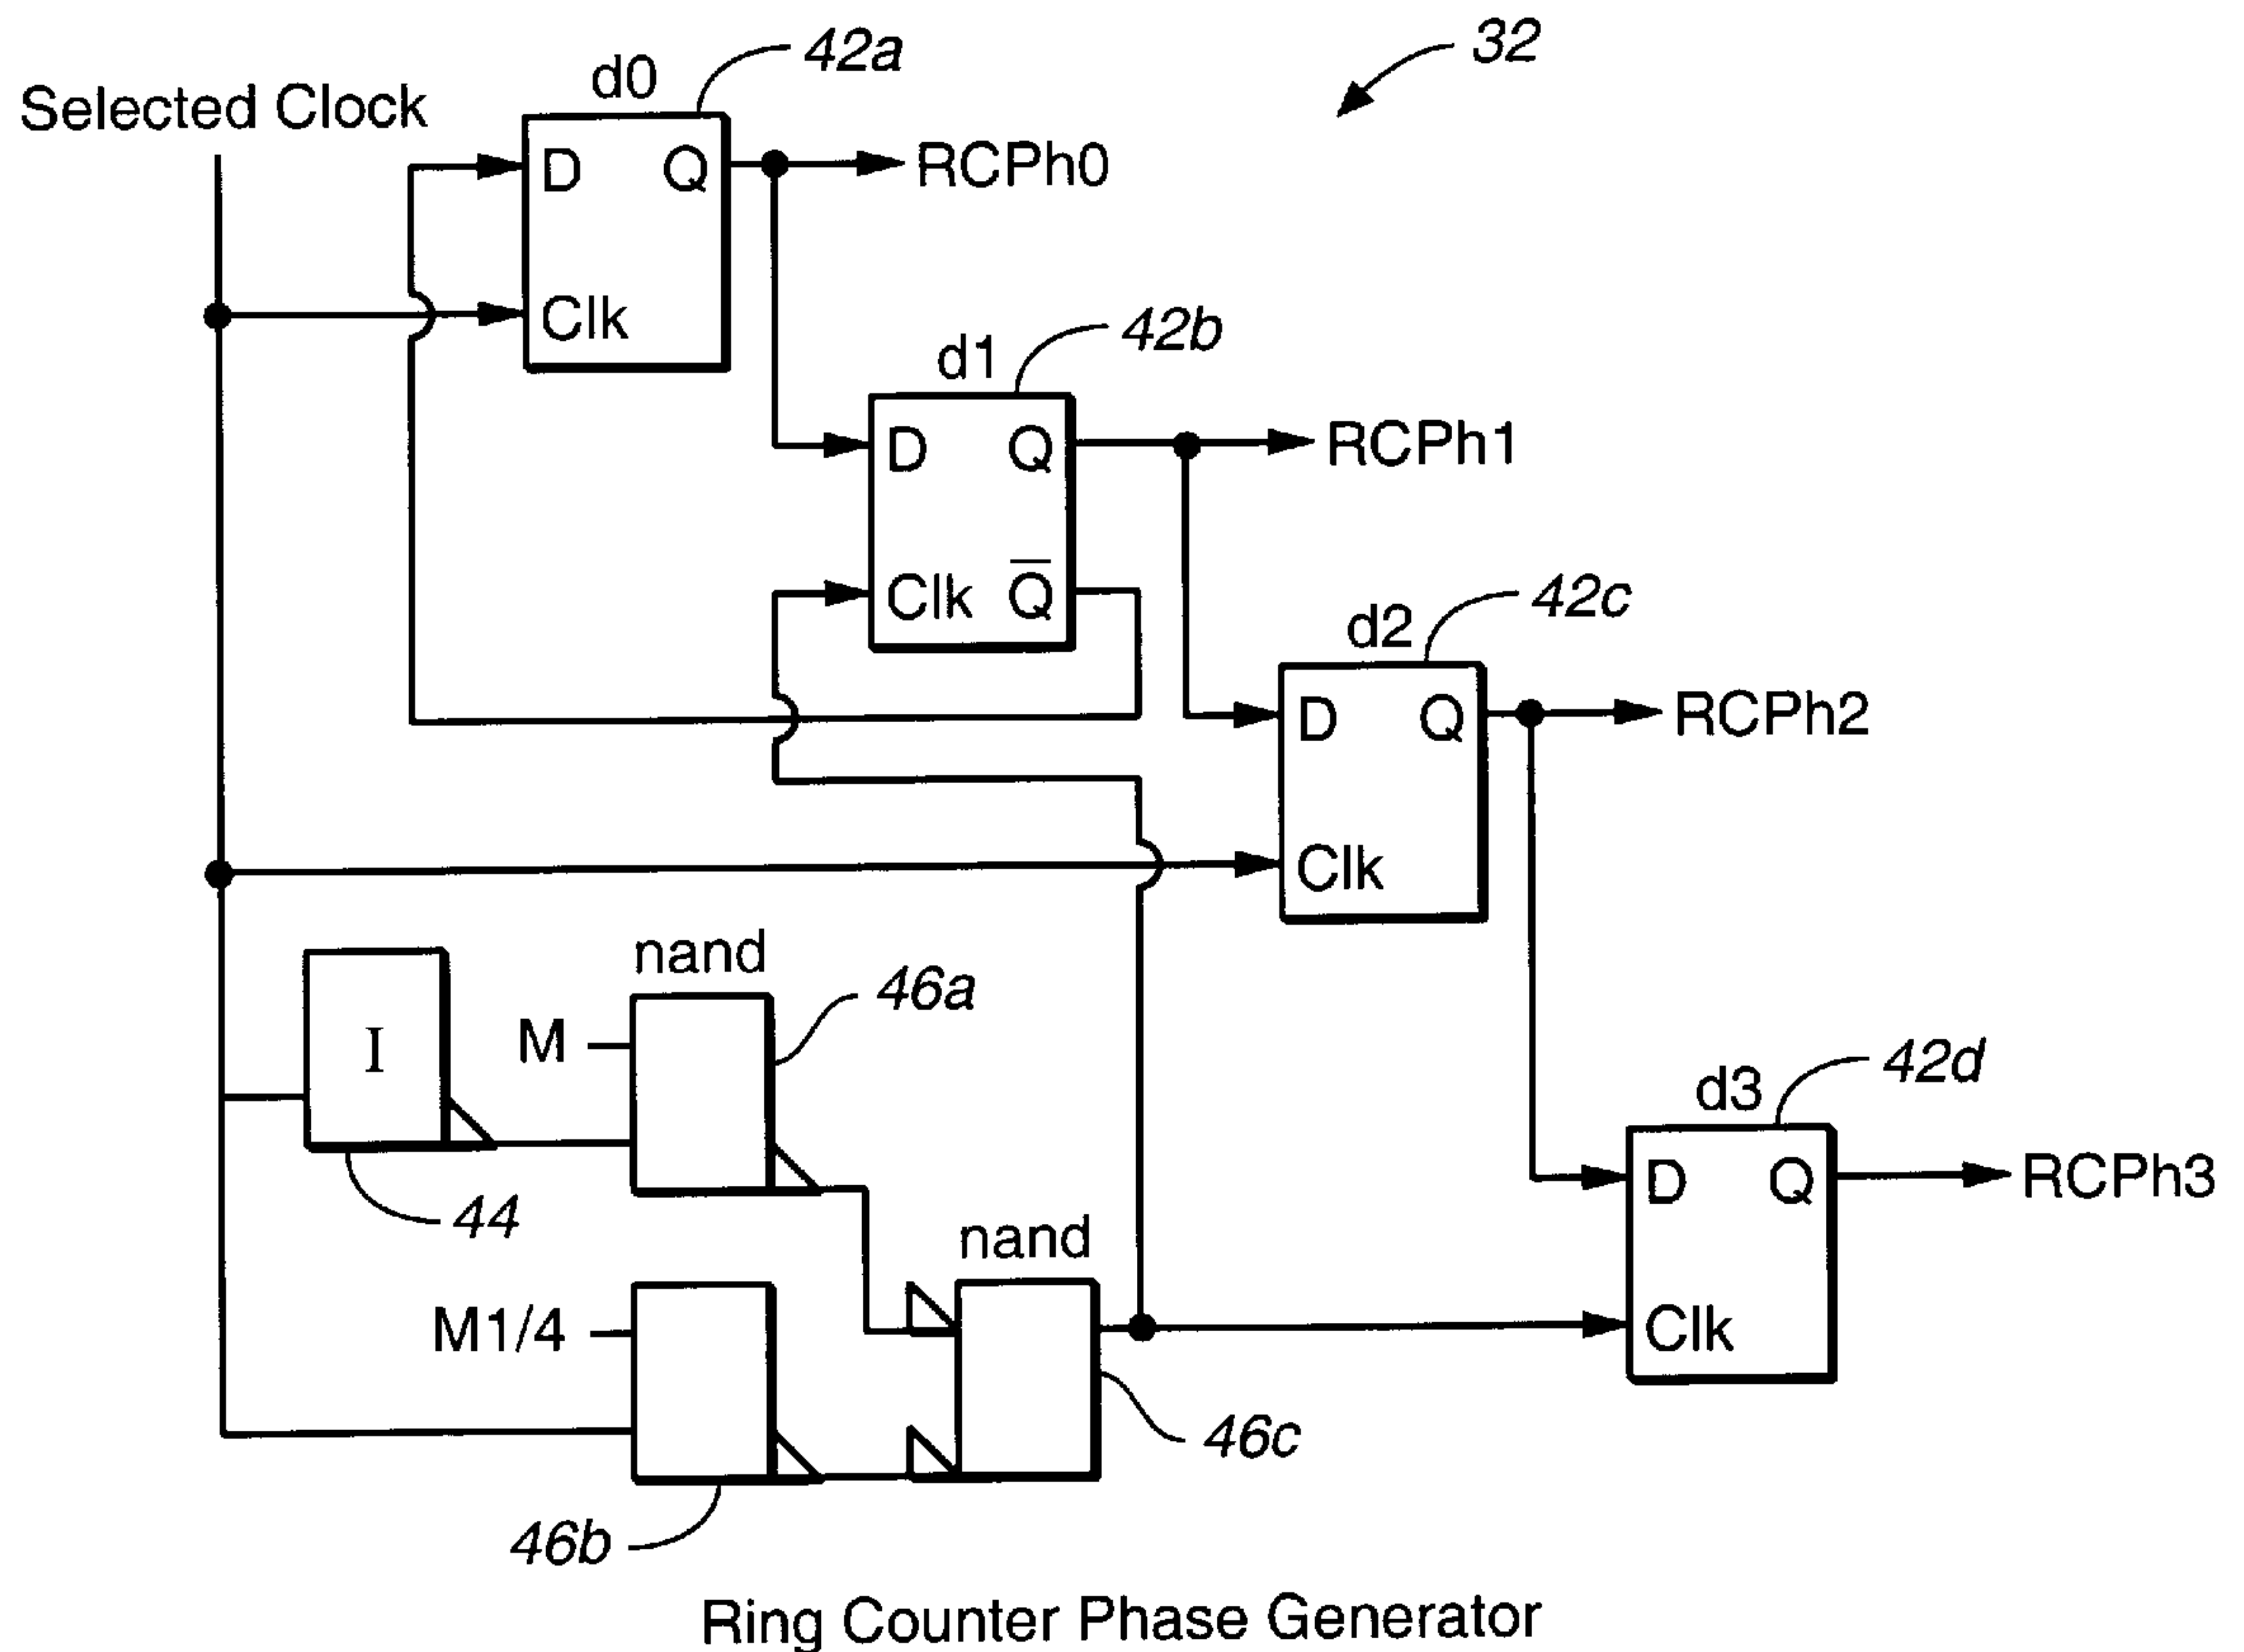 32
42a
d0
Selected Clock
D Q
RCPh0
Clk
42b
d1
D Q
RCPh1
Clk Q̅
42c
d2
D Q
RCPh2
Clk
nand
46a
M
I
44
42d
d3
D Q
RCPh3
nand
M1/4
Clk
46c
46b
Ring Counter Phase Generator